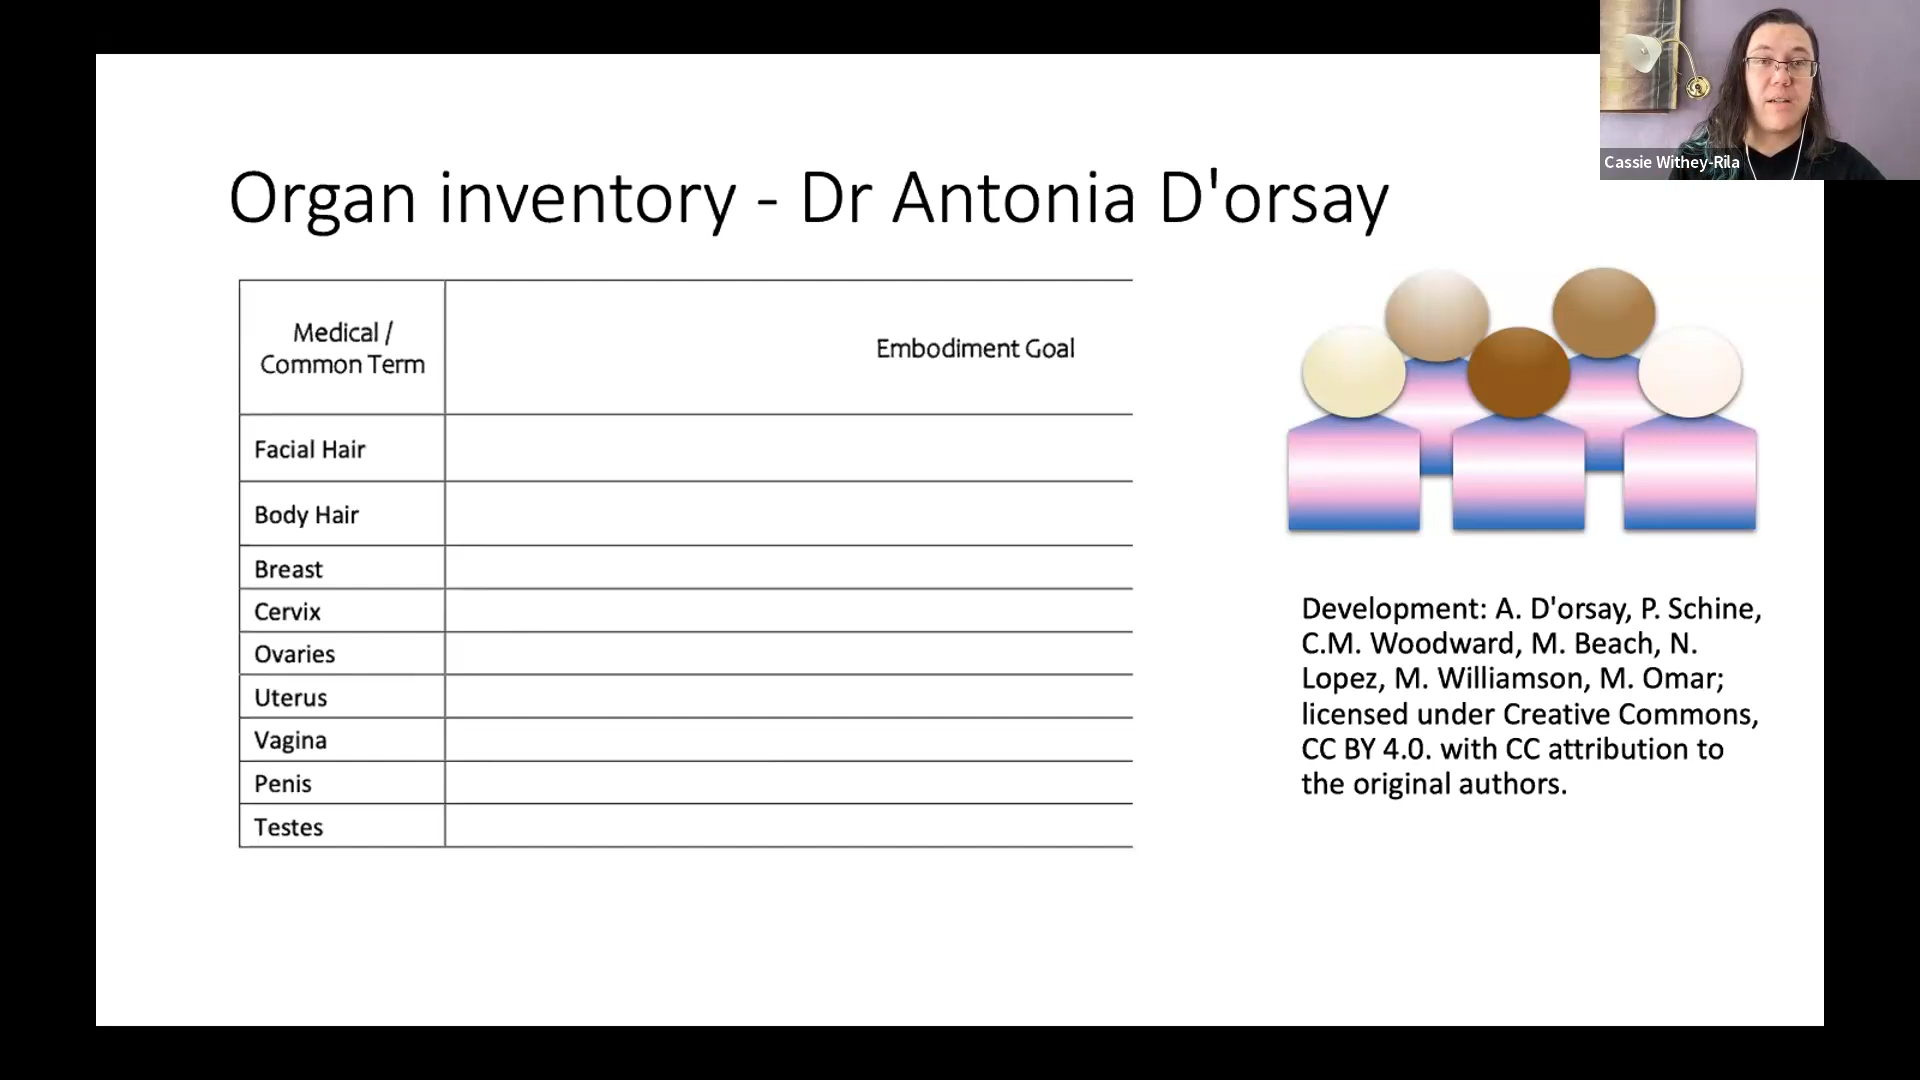 Cassie Withey-Rila
Organ inventory - Dr Antonia D'orsay
Medical /
Common Term
Embodiment Goal
Facial Hair
Body Hair
Breast
Cervix
Ovaries
Uterus
Vagina
Penis
Testes
Development: A. D'orsay, P. Schine,
C.M. Woodward, M. Beach, N.
Lopez, M. Williamson, M. Omar;
licensed under Creative Commons,
CC BY 4.0. with CC attribution to
the original authors.